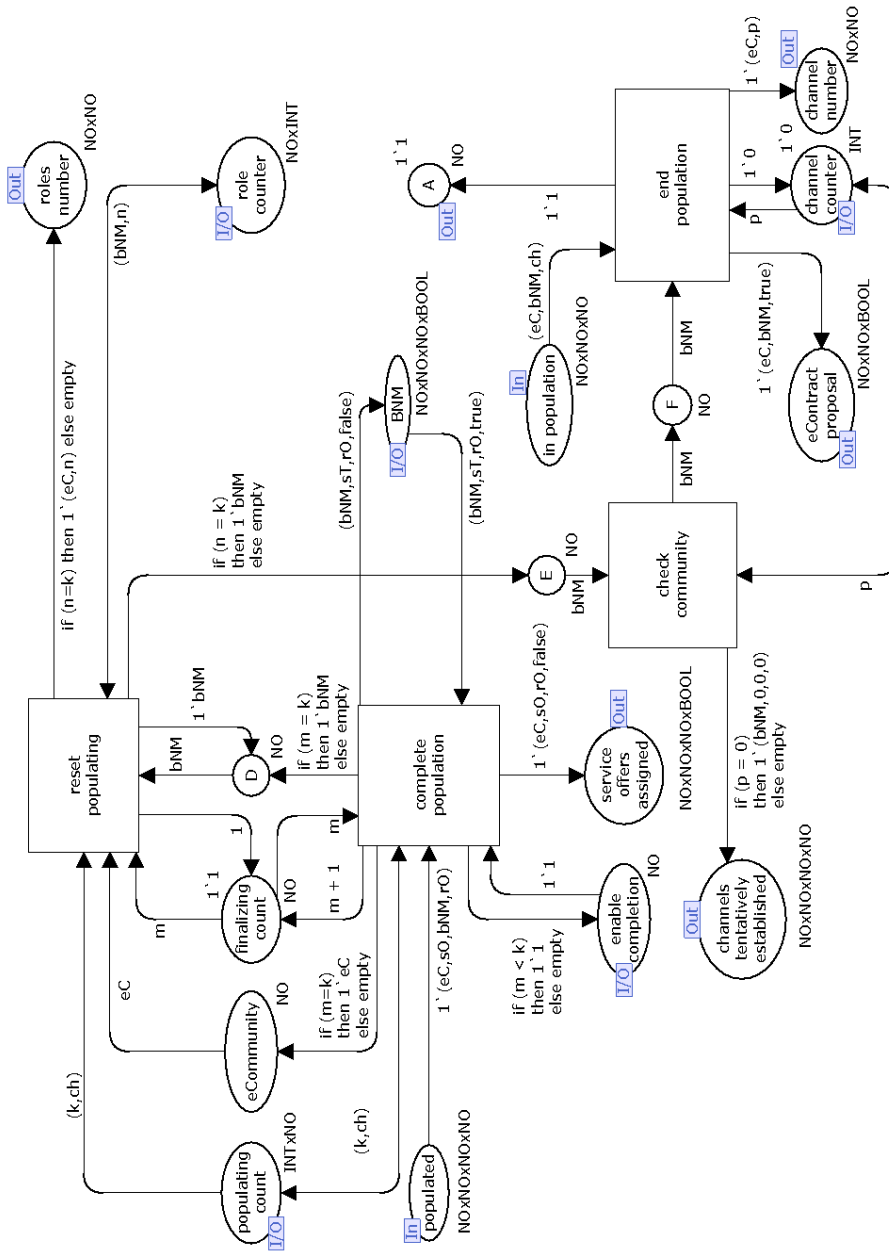 (k,ch)
I/O
populating
count
INTxNO
eC
eCommunity
NO
m
1`1
finalizing
count
NO
1
reset
populating
bNM
1`bNM
D
NO
if (n=k) then 1`(eC,n) else empty
Out
roles
number
NOxNO
(bNM,n)
I/O
role
counter
NOxINT
if (n = k)
then 1`bNM
else empty
(k,ch)
In
populated
NOxNOxNOxNO
1`(eC,sO,bNM,rO)
if (m=k)
then 1`eC
else empty
m + 1
m
if (m = k)
then 1`bNM
else empty
complete
population
(bNM,sT,rO,false)
I/O
BNM
NOxNOxNOxBOOL
(bNM,sT,rO,true)
1`1
if (m < k)
then 1`1
else empty
I/O
enable
completion
NO
1`(eC,sO,rO,false)
service
offers
assigned
Out
NOxNOxNOxBOOL
E
NO
bNM
check
community
if (p = 0)
then 1`(bNM,0,0,0)
else empty
Out
channels
tentatively
established
NOxNOxNOxNO
bNM
F
NO
bNM
In
in population
NOxNOxNO
(eC,bNM,ch)
1`1
A
Out
1`1
NO
end
population
1`(eC,bNM,true)
eContract
proposal
Out
NOxNOxBOOL
p
1`0
1`0
channel
counter
I/O
INT
1`(eC,p)
Out
channel
number
NOxNO
p